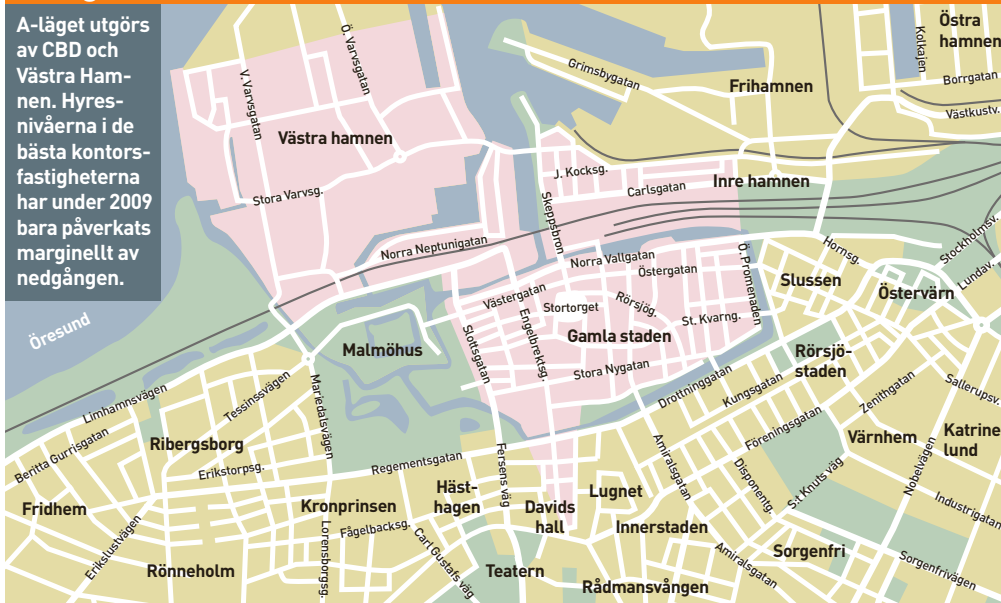 A-läget utgörs
av CBD och
Västra Ham-
nen. Hyres-
nivåerna i de
bästa kontors-
fastigheterna
har under 2009
bara påverkats
marginellt av
nedgången.
Östra
hamnen
Kolkajen
Borrgatan
Västkustv.
Grimsbygatan
Frihamnen
V. Varvsgatan
Ö. Varvsgatan
Västra hamnen
Stora Varvsg.
J. Kocksg.
Carlsgatan
Inre hamnen
Skeppsbron
Norra Neptunigatan
Norra Vallgatan
Östergatan
Ö. Promenaden
Hornsg.
Slussen
Östervärn
Stockholmsv.
Lundav.
Västergatan
Stortorget
Rörsjög.
St. Kvarng.
Engelbrektsg.
Gamla staden
Slottsgatan
Stora Nygatan
Öresund
Malmöhus
Rörsjö-
staden
Limhamnsvägen
Tessinssvägen
Mariedalsvägen
Drottninggatan
Kungsgatan
Föreningsgatan
Zenithgatan
Sallerupsv.
Beritta Gurrisgatan
Ribergsborg
Erikstorpsg.
Regementsgatan
Fersens väg
Amiralsgatan
Disponentg.
S:t Knuts väg
Värnhem
Nobelvägen
Katrine
lund
Industrigatan
Fridhem
Erikslustvägen
Kronprinsen
Fågelbacksg.
Lorensborgsg.
Häst-
hagen
Carl Gustafs väg
Davids
hall
Lugnet
Innerstaden
Rönneholm
Teatern
Rådmansvången
Amiralsgatan
Sorgenfri
Sorgenfrivägen